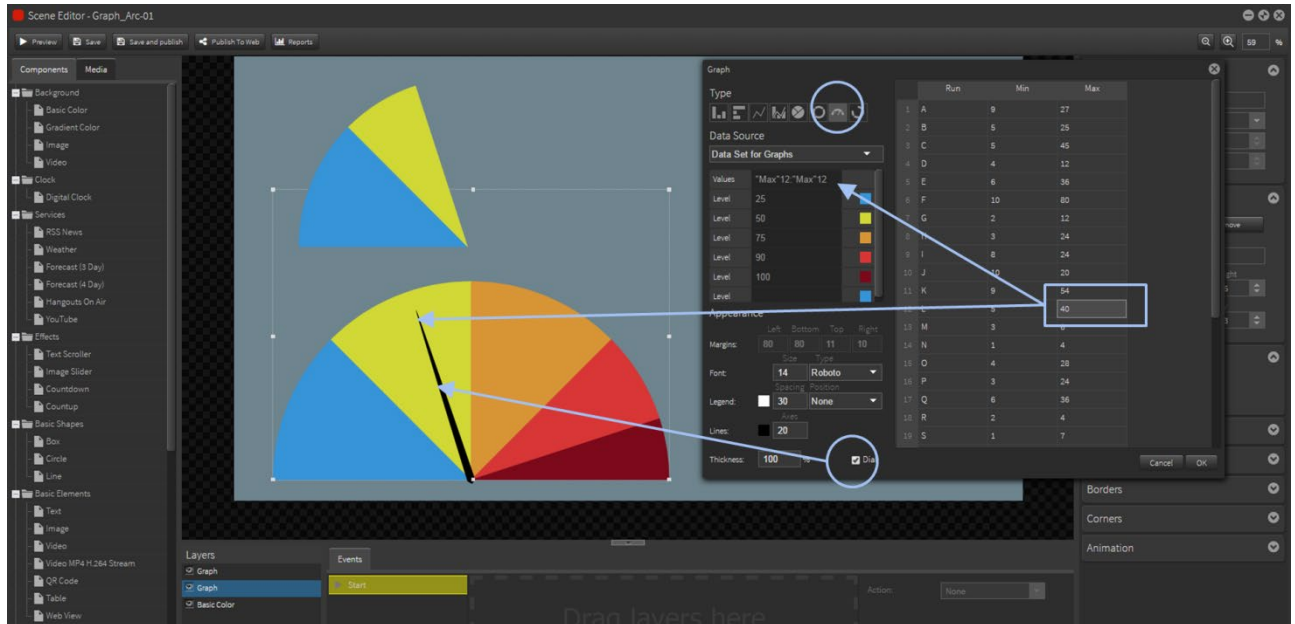 Scene Editor - Graph_Arc-01
Preview Save Save and publish Publish To Web Reports 59 %
Components Media
Background
Basic Color
Gradient Color
Image
Video
Clock
Digital Clock
Services
RSS News
Weather
Forecast (3 Day)
Forecast (4 Day)
Hangouts On Air
YouTube
Effects
Text Scroller
Image Slider
Countdown
Countup
Basic Shapes
Box
Circle
Line
Basic Elements
Text
Image
Video
Video MP4 H.264 Stream
QR Code
Table
Web View
Graph
Type
Data Source
Data Set for Graphs
Values "Max"12;"Max"12
Level 25
Level 50
Level 75
Level 90
Level 100
Level
Appearance
Left Bottom Top Right
Margins: 80 80 11 10
Size Type
Font: 14 Roboto
Spacing Position
Legend: 30 None
Axes
Lines: 20
Thickness: 100 %
Run Min Max
1 A 9 27
2 B 5 25
3 C 5 45
4 D 4 12
5 E 6 36
6 F 10 80
7 G 2 12
3 24
9 I 8 24
10 J 10 20
11 K 9 54
40
13 M 3
14 N 1 4
15 O 4 28
16 P 3 24
17 Q 6 36
18 R 2 4
19 S 1 7
Cancel OK
Borders
Corners
Animation
Layers
Graph
Graph
Basic Color
Events
Start
Drag layers here
Action: None